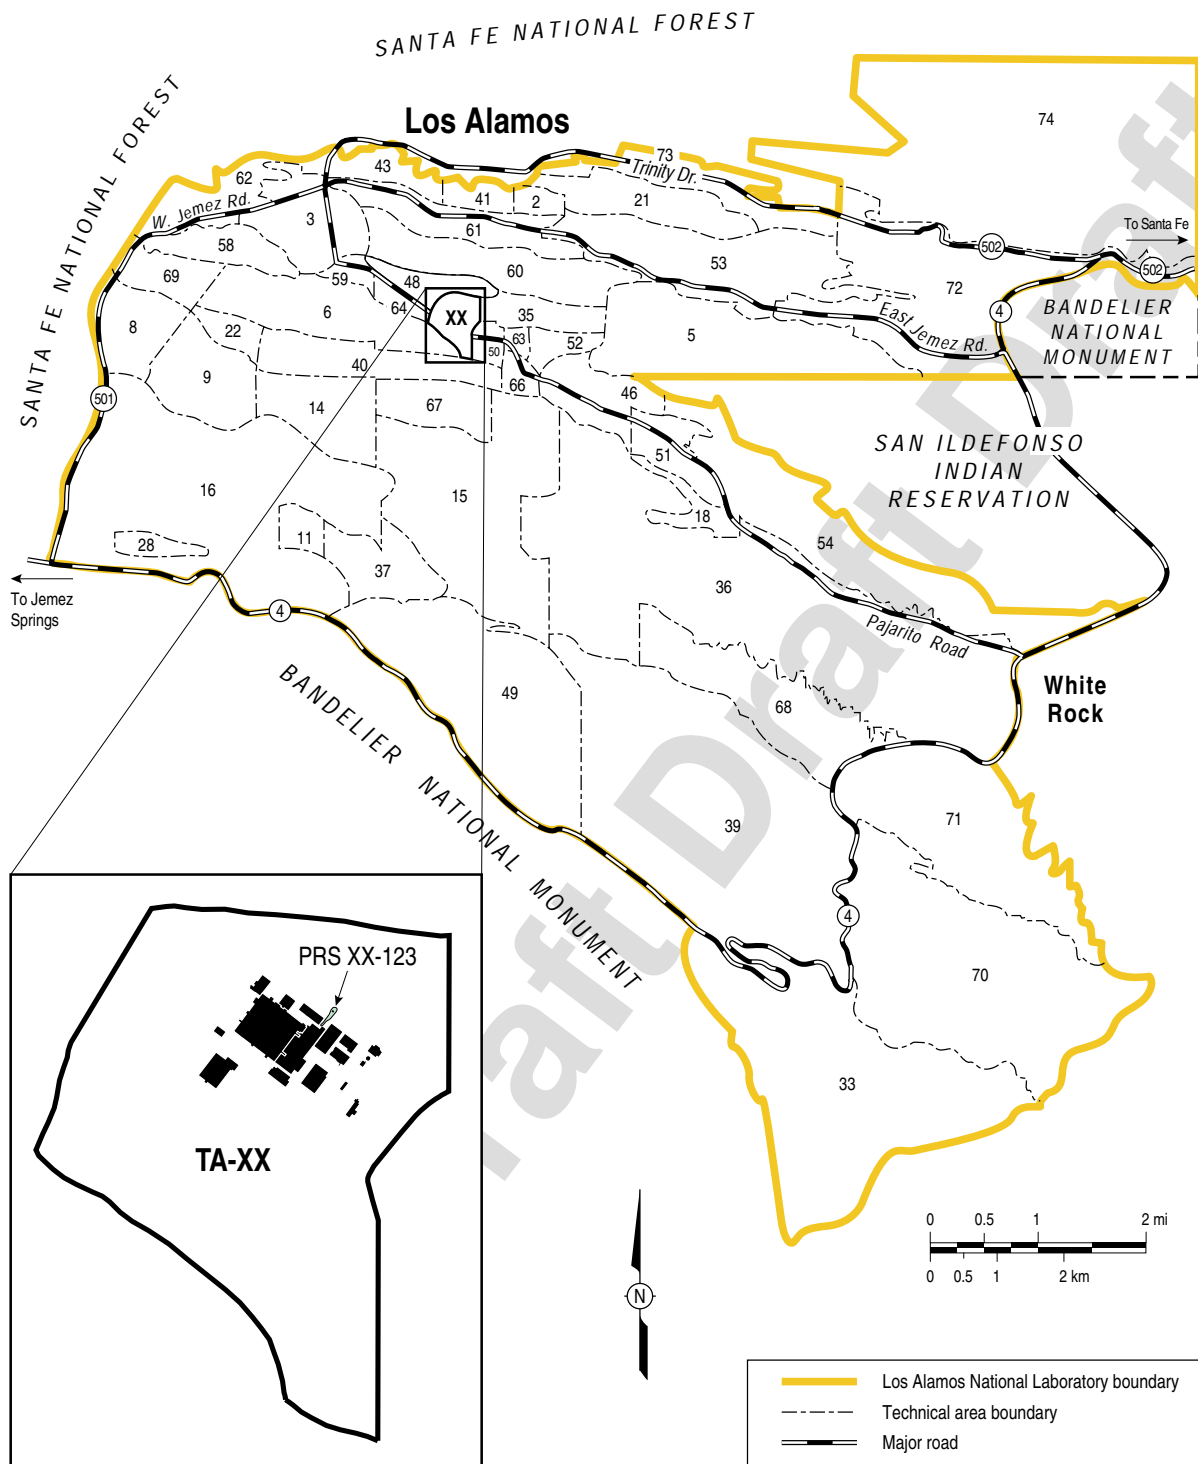 SANTA FE NATIONAL FOREST
SANTA FE NATIONAL FOREST
Los Alamos
74
73
Trinity Dr.
43
62
41
2
21
W. Jemez Rd.
3
61
58
To Santa Fe
502
502
53
69
59
48
60
72
64
6
XX
35
4
BANDELIER
NATIONAL
MONUMENT
8
22
63
52
5
East Jemez Rd.
50
40
9
66
46
67
14
501
SAN ILDEFONSO
INDIAN
RESERVATION
51
16
15
18
28
11
54
37
36
To Jemez
Springs
4
Pajarito Road
49
68
White
Rock
BANDELIER NATIONAL MONUMENT
39
71
4
PRS XX-123
70
33
TA-XX
N
0 0.5 1 2 mi
0 0.5 1 2 km
Los Alamos National Laboratory boundary
Technical area boundary
Major road
Draft Draft Draft